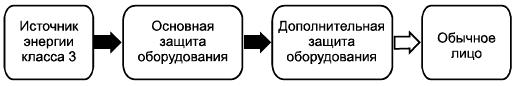 Источник
энергии
класса 3
Основная
защита
оборудования
Дополнительная
защита
оборудования
Обычное
лицо